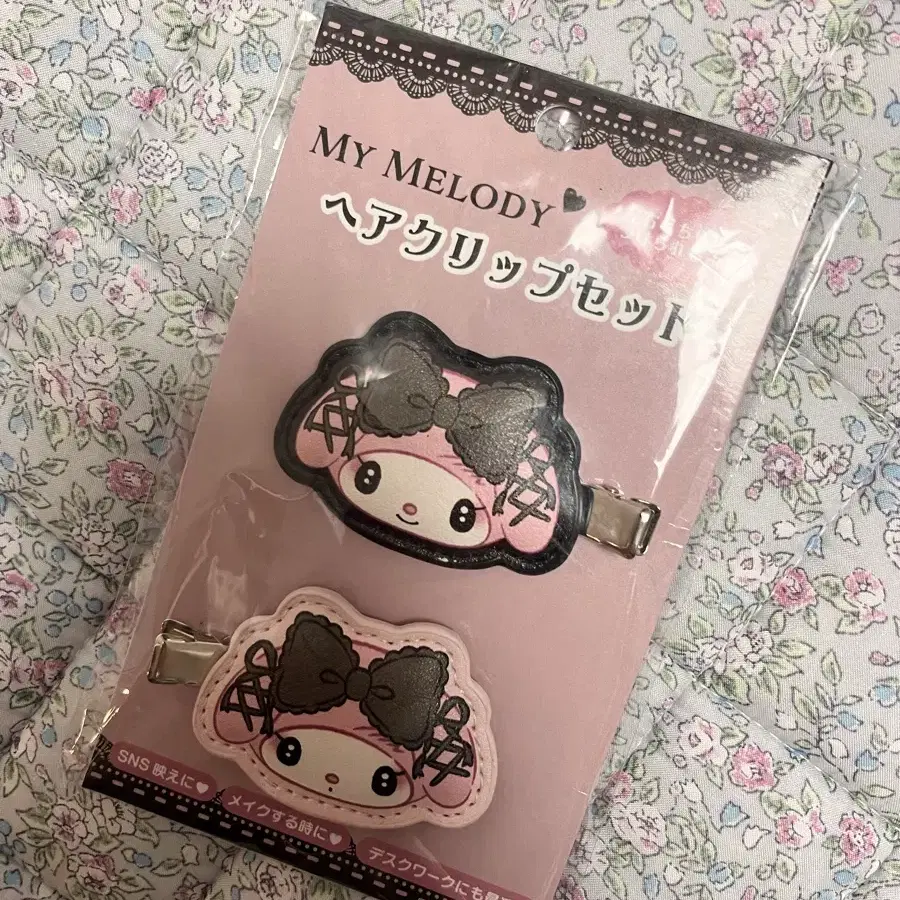 MY MELODY♥
ヘアクリップセット
SNS 映えに♥
メイクする時に♥
デスクワークにも